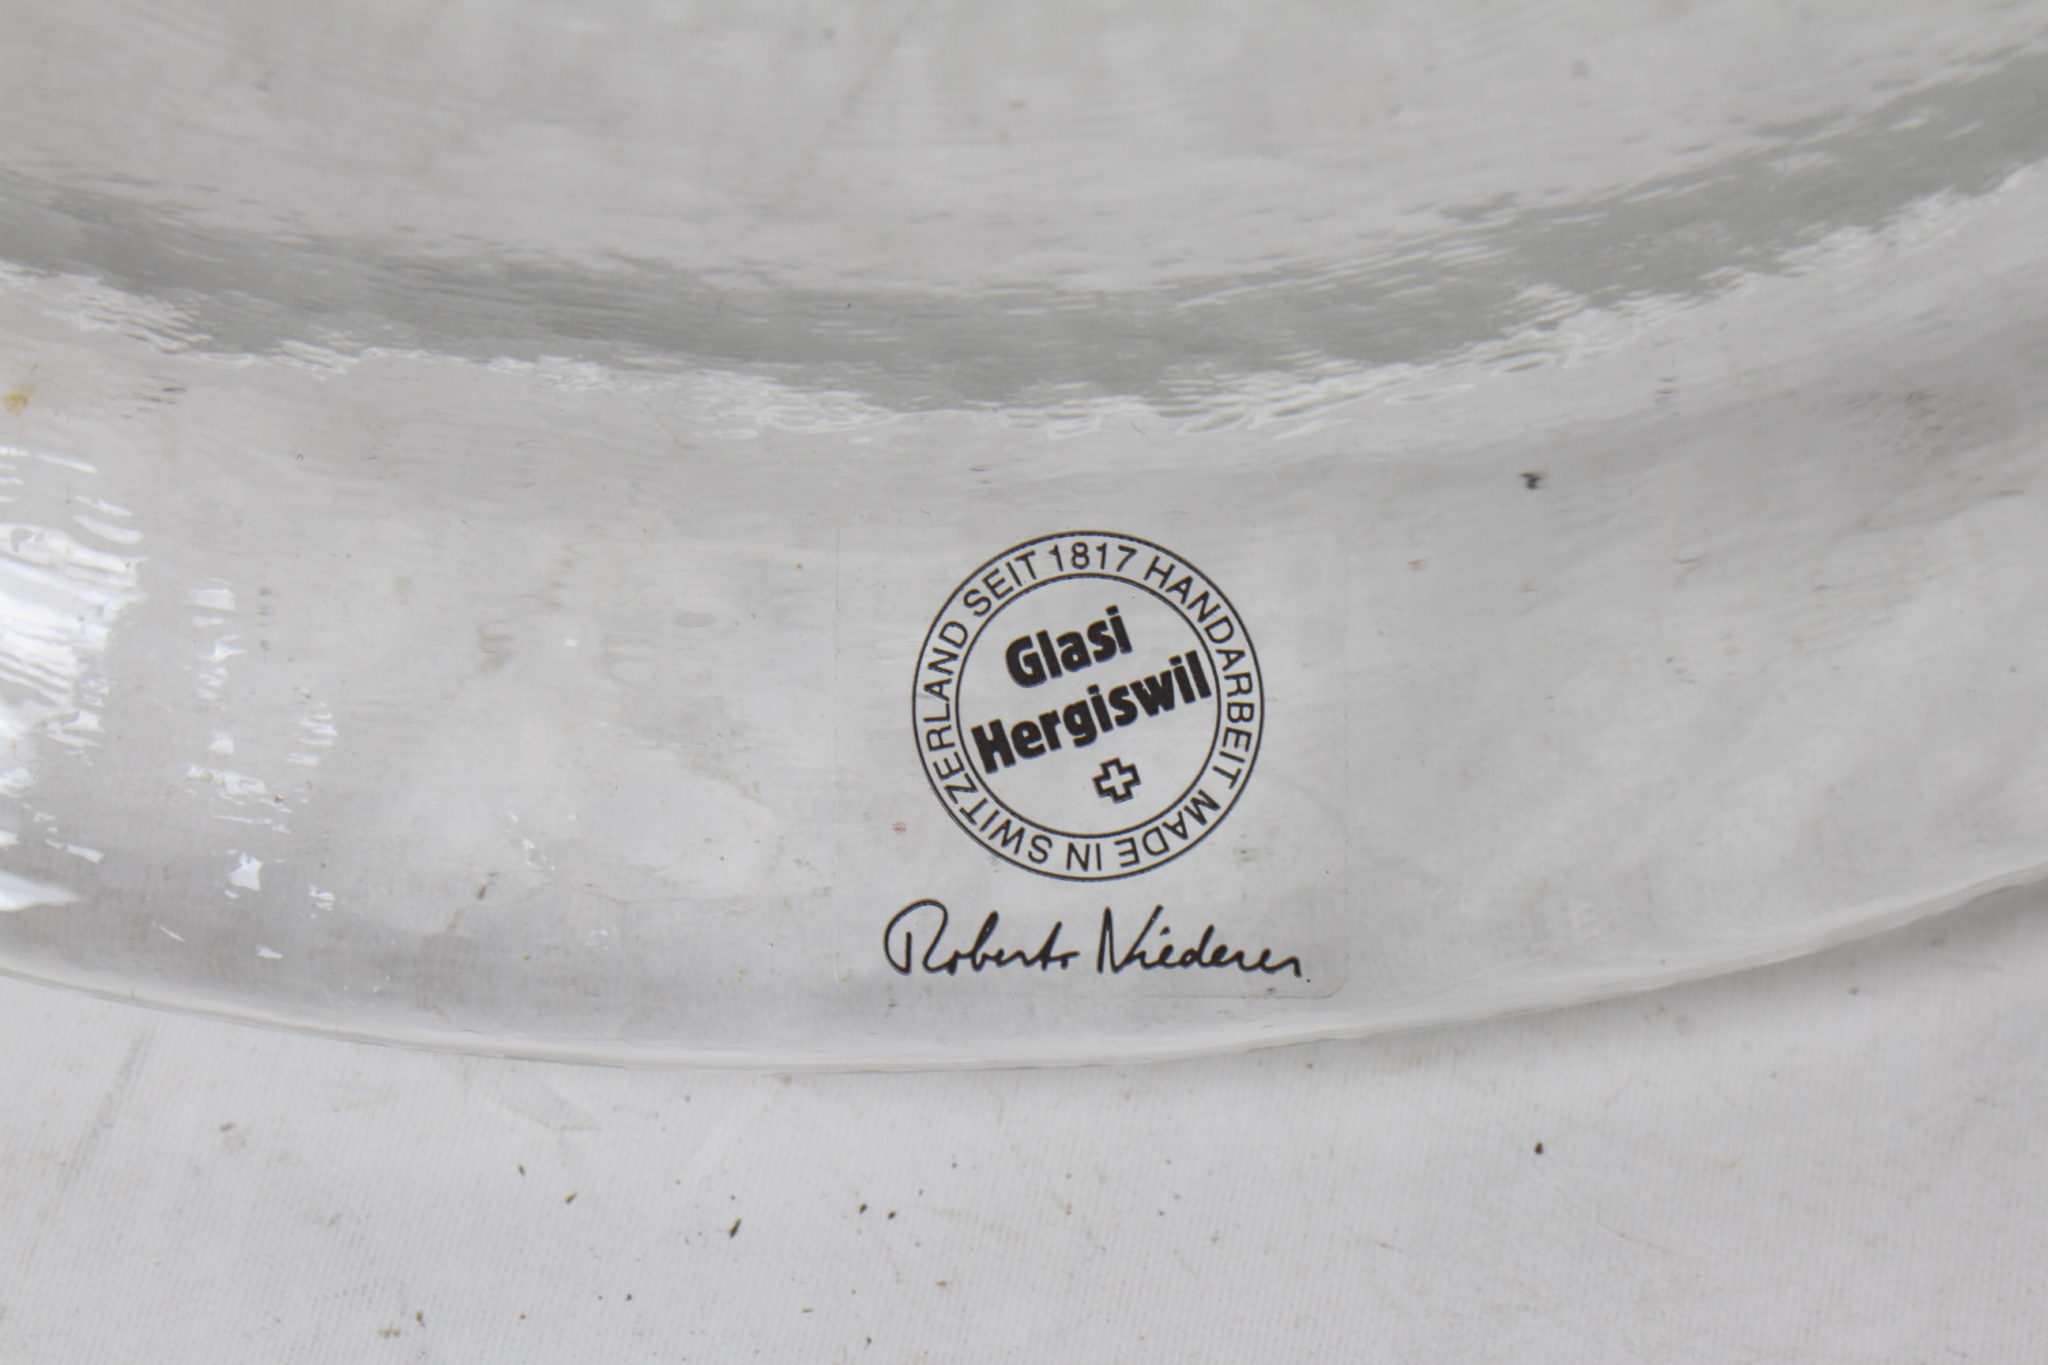 SEIT 1817 HANDARBEIT MADE IN SWITZERLAND
Glasi
Hergiswil
Roberto Niederer